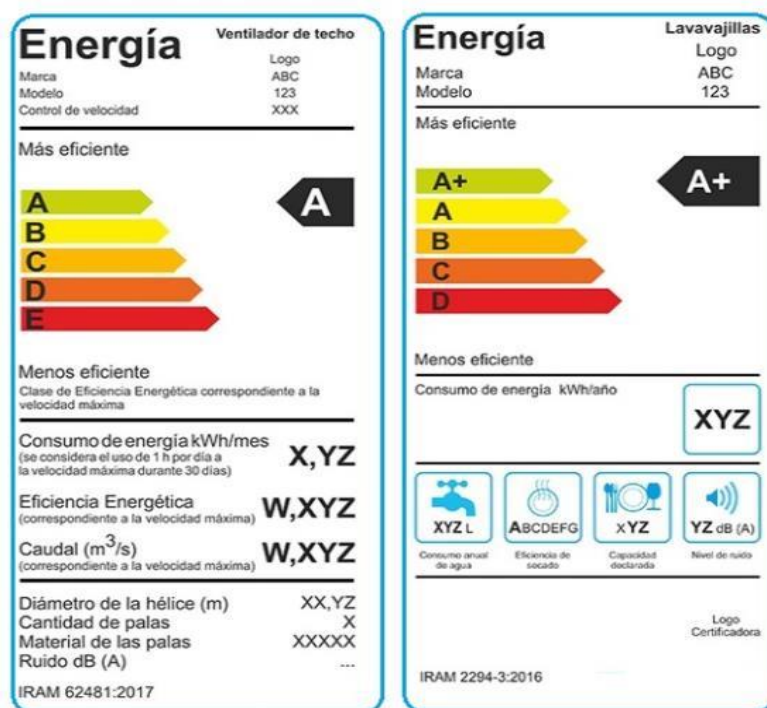 Energía
Ventilador de techo
Logo
Marca ABC
Modelo 123
Control de velocidad XXX
Más eficiente
A
A
B
C
D
E
Menos eficiente
Clase de Eficiencia Energética correspondiente a la
velocidad máxima
Consumo de energía kWh/mes
(se considera el uso de 1 h por día a
la velocidad máxima durante 30 días)
X,YZ
Eficiencia Energética
(correspondiente a la velocidad máxima)
W,XYZ
Caudal (m³/s)
(correspondiente a la velocidad máxima)
W,XYZ
Diámetro de la hélice (m) XX,YZ
Cantidad de palas X
Material de las palas XXXXX
Ruido dB (A) ...
IRAM 62481:2017
Energía
Lavavajillas
Logo
Marca ABC
Modelo 123
Más eficiente
A+
A+
A
B
C
D
Menos eficiente
Consumo de energía kWh/año
XYZ
XYZ L
Consumo anual
de agua
ABCDEFG
Eficiencia de
secado
X YZ
Capacidad
declarada
YZ dB (A)
Nivel de ruido
Logo
Certificadora
IRAM 2294-3:2016